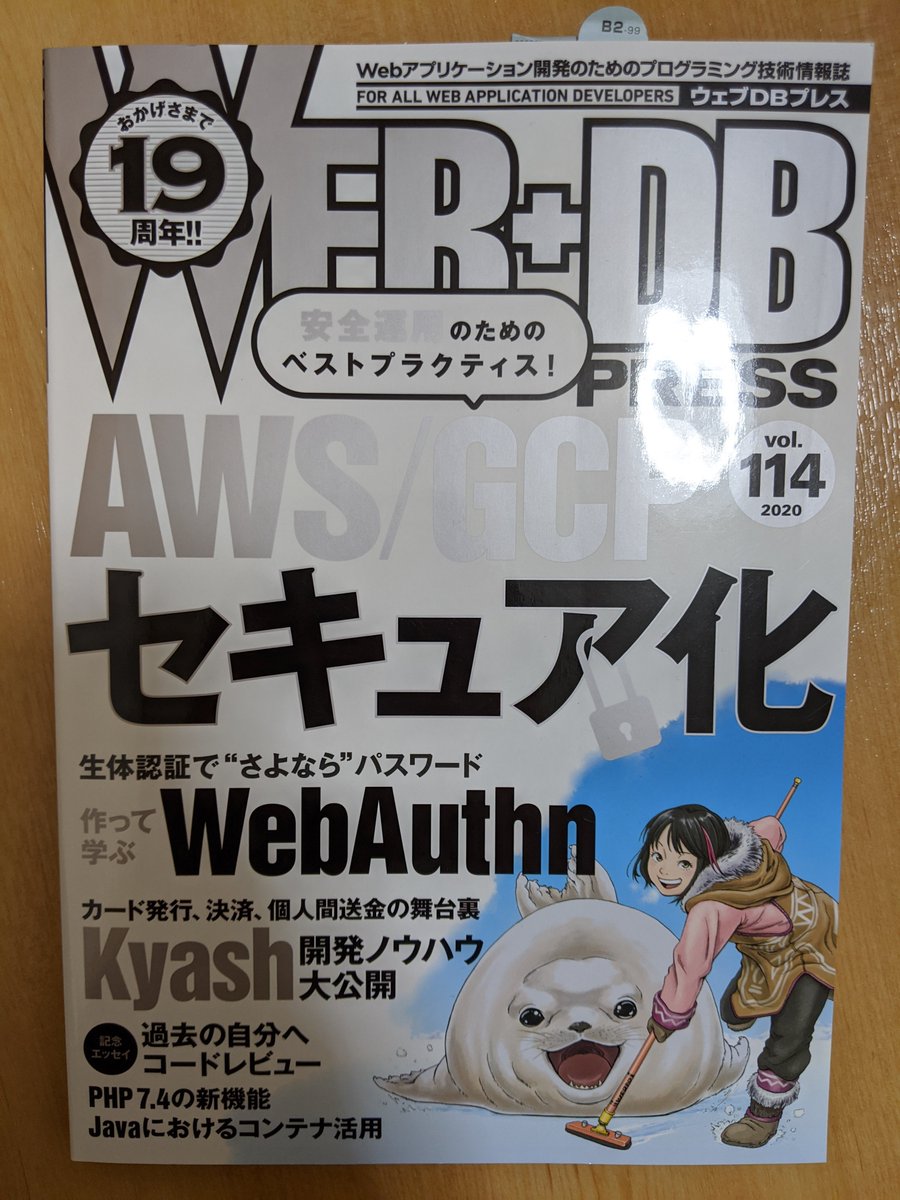 B2-99
Webアプリケーション開発のためのプログラミング技術情報誌
FOR ALL WEB APPLICATION DEVELOPERS ウェブDBプレス
おかげさまで
19
周年!!
WEB+DB
PRESS
安全運用のための
ベストプラクティス!
vol.
114
2020
AWS/GCP
セキュア化
生体認証で“さよなら”パスワード
作って
学ぶ
WebAuthn
カード発行、決済、個人間送金の舞台裏
Kyash
開発ノウハウ
大公開
記念
エッセイ
過去の自分へ
コードレビュー
PHP 7.4の新機能
Javaにおけるコンテナ活用